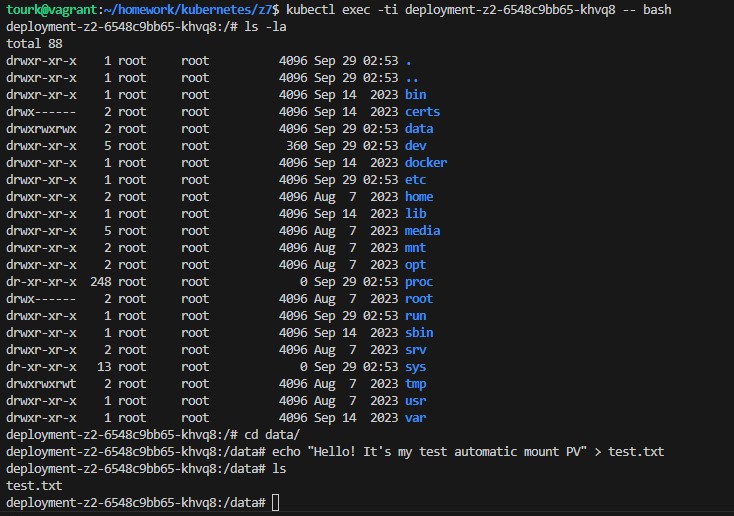 tourk@vagrant:~/homework/kubernetes/z7$ kubectl exec -ti deployment-z2-6548c9bb65-khvq8 -- bash
deployment-z2-6548c9bb65-khvq8:/# ls -la
total 88
drwxr-xr-x    1 root     root          4096 Sep 29 02:53 .
drwxr-xr-x    1 root     root          4096 Sep 29 02:53 ..
drwxr-xr-x    1 root     root          4096 Sep 14  2023 bin
drwx------    2 root     root          4096 Sep 29 02:53 certs
drwxrwxrwx    2 root     root          4096 Sep 29 02:53 data
drwxr-xr-x    5 root     root           360 Sep 29 02:53 dev
drwxr-xr-x    1 root     root          4096 Sep 14  2023 docker
drwxr-xr-x    1 root     root          4096 Sep 29 02:53 etc
drwxr-xr-x    2 root     root          4096 Aug  7  2023 home
drwxr-xr-x    1 root     root          4096 Sep 14  2023 lib
drwxr-xr-x    5 root     root          4096 Aug  7  2023 media
drwxr-xr-x    2 root     root          4096 Aug  7  2023 mnt
drwxr-xr-x    2 root     root          4096 Aug  7  2023 opt
dr-xr-xr-x  248 root     root             0 Sep 29 02:53 proc
drwx------    2 root     root          4096 Aug  7  2023 root
drwxr-xr-x    1 root     root          4096 Sep 29 02:53 run
drwxr-xr-x    1 root     root          4096 Sep 14  2023 sbin
drwxr-xr-x    2 root     root          4096 Aug  7  2023 srv
dr-xr-xr-x   13 root     root             0 Sep 29 02:53 sys
drwxrwxrwt    2 root     root          4096 Aug  7  2023 tmp
drwxr-xr-x    1 root     root          4096 Aug  7  2023 usr
drwxr-xr-x    1 root     root          4096 Sep 14  2023 var
deployment-z2-6548c9bb65-khvq8:/# cd data/
deployment-z2-6548c9bb65-khvq8:/data# echo "Hello! It's my test automatic mount PV" > test.txt
deployment-z2-6548c9bb65-khvq8:/data# ls
test.txt
deployment-z2-6548c9bb65-khvq8:/data#